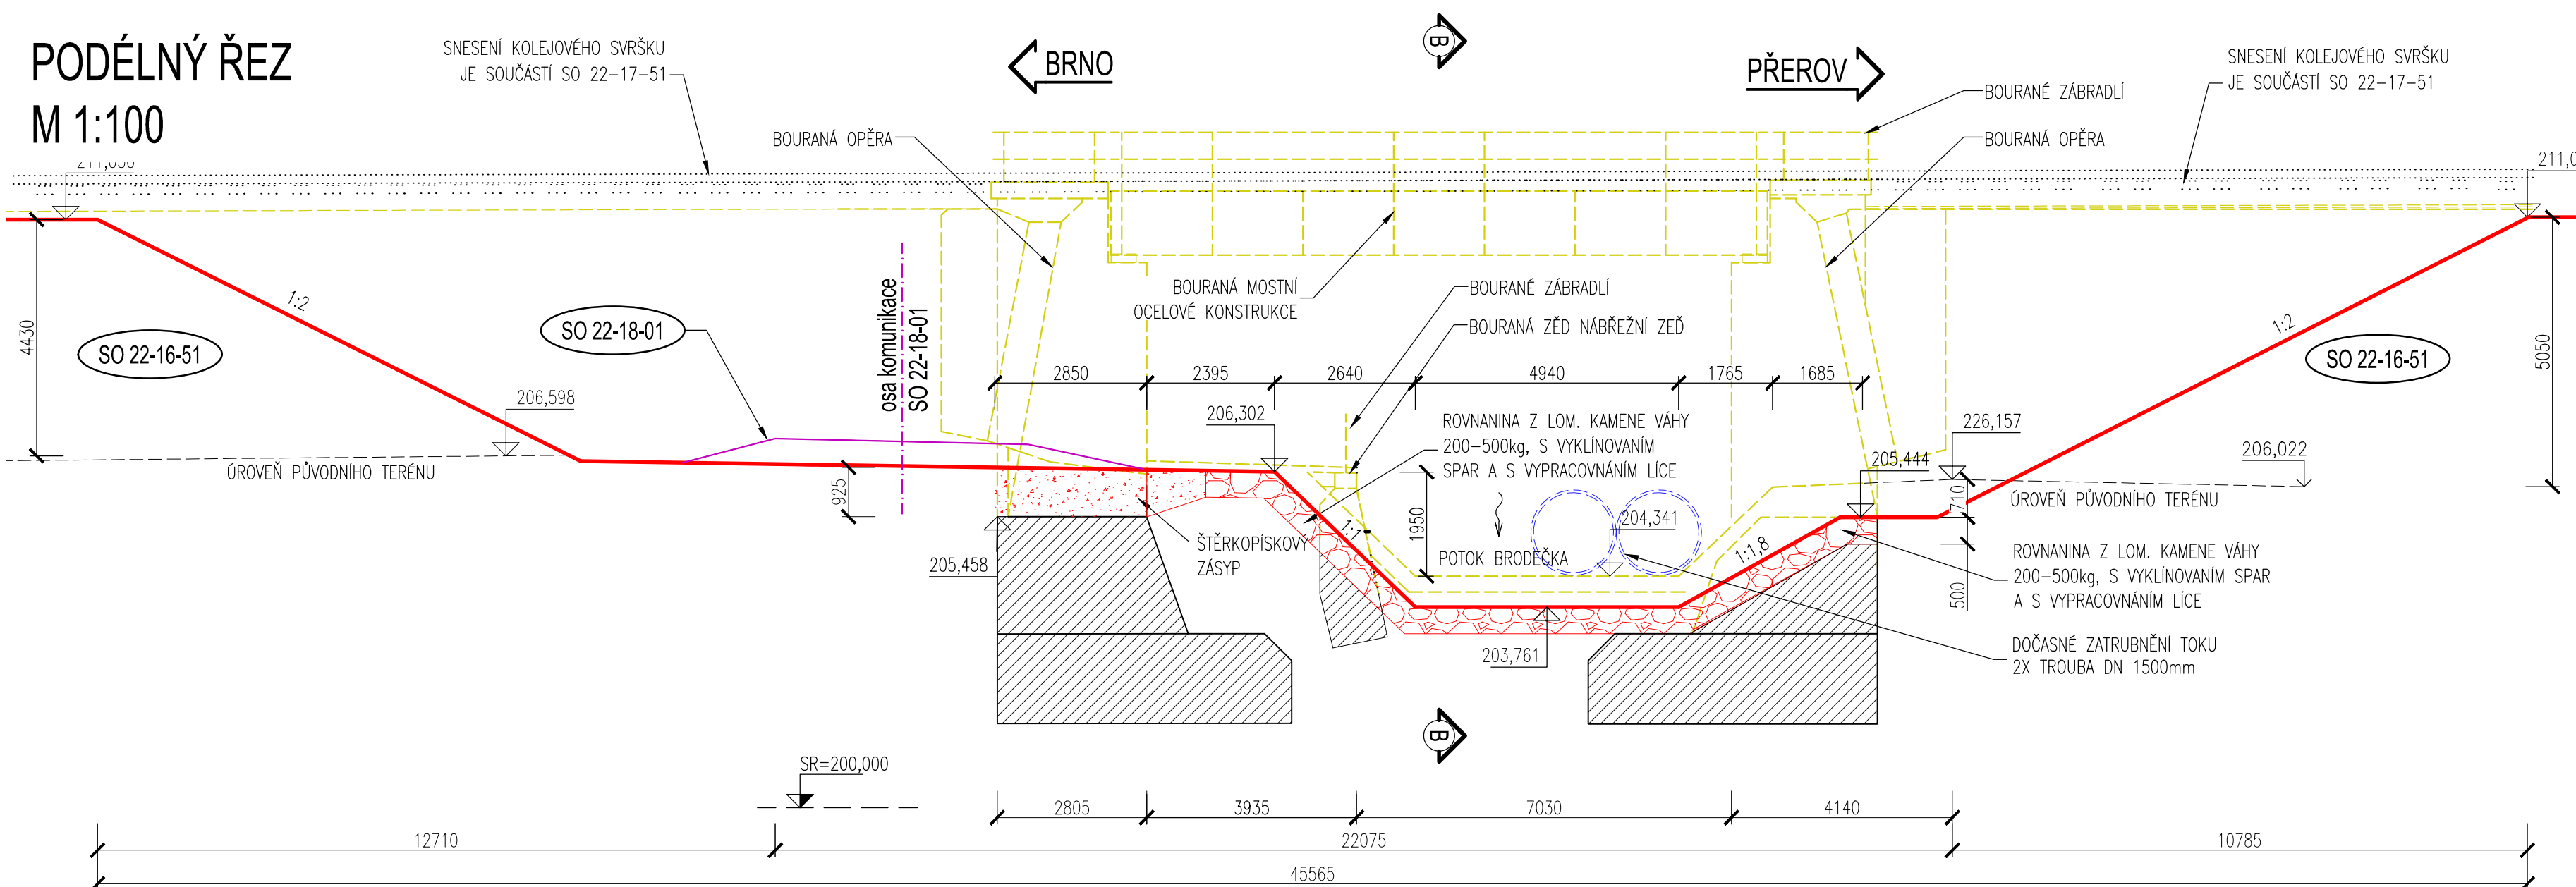 PODÉLNÝ ŘEZ
M 1:100
SNESENÍ KOLEJOVÉHO SVRŠKU
JE SOUČÁSTÍ SO 22-17-51
BRNO
B
PŘEROV
SNESENÍ KOLEJOVÉHO SVRŠKU
JE SOUČÁSTÍ SO 22-17-51
BOURANÉ ZÁBRADLÍ
BOURANÁ OPĚRA
BOURANÁ OPĚRA
211,0
4430
1:2
SO 22-16-51
SO 22-18-01
osa komunikace
SO 22-18-01
BOURANÁ MOSTNÍ
OCELOVÉ KONSTRUKCE
BOURANÉ ZÁBRADLÍ
BOURANÁ ZĚD NÁBŘEŽNÍ ZEĎ
1:2
SO 22-16-51
5050
2850
2395
2640
4940
1765
1685
206,598
206,302
ROVNANINA Z LOM. KAMENE VÁHY
200-500kg, S VYKLÍNOVANÍM
SPAR A S VYPRACOVNÁNÍM LÍCE
226,157
205,444
206,022
ÚROVEŇ PŮVODNÍHO TERÉNU
925
1950
710
ÚROVEŇ PŮVODNÍHO TERÉNU
204,341
1:1
1:1,8
ŠTĚRKOPÍSKOVÝ
ZÁSYP
POTOK BRODEČKA
205,458
500
ROVNANINA Z LOM. KAMENE VÁHY
200-500kg, S VYKLÍNOVANÍM SPAR
A S VYPRACOVNÁNÍM LÍCE
203,761
DOČASNÉ ZATRUBNĚNÍ TOKU
2X TROUBA DN 1500mm
B
SR=200,000
2805
3935
7030
4140
12710
22075
10785
45565